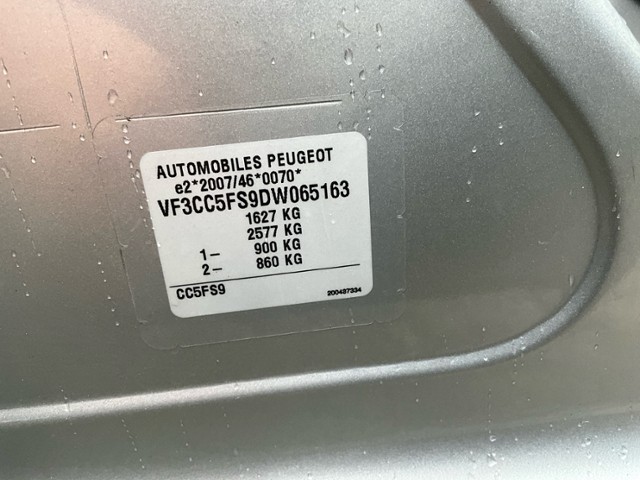 AUTOMOBILES PEUGEOT
e2*2007/46*0070*
VF3CC5FS9DW065163
1627 KG
2577 KG
1- 900 KG
2- 860 KG
CC5FS9 200437334